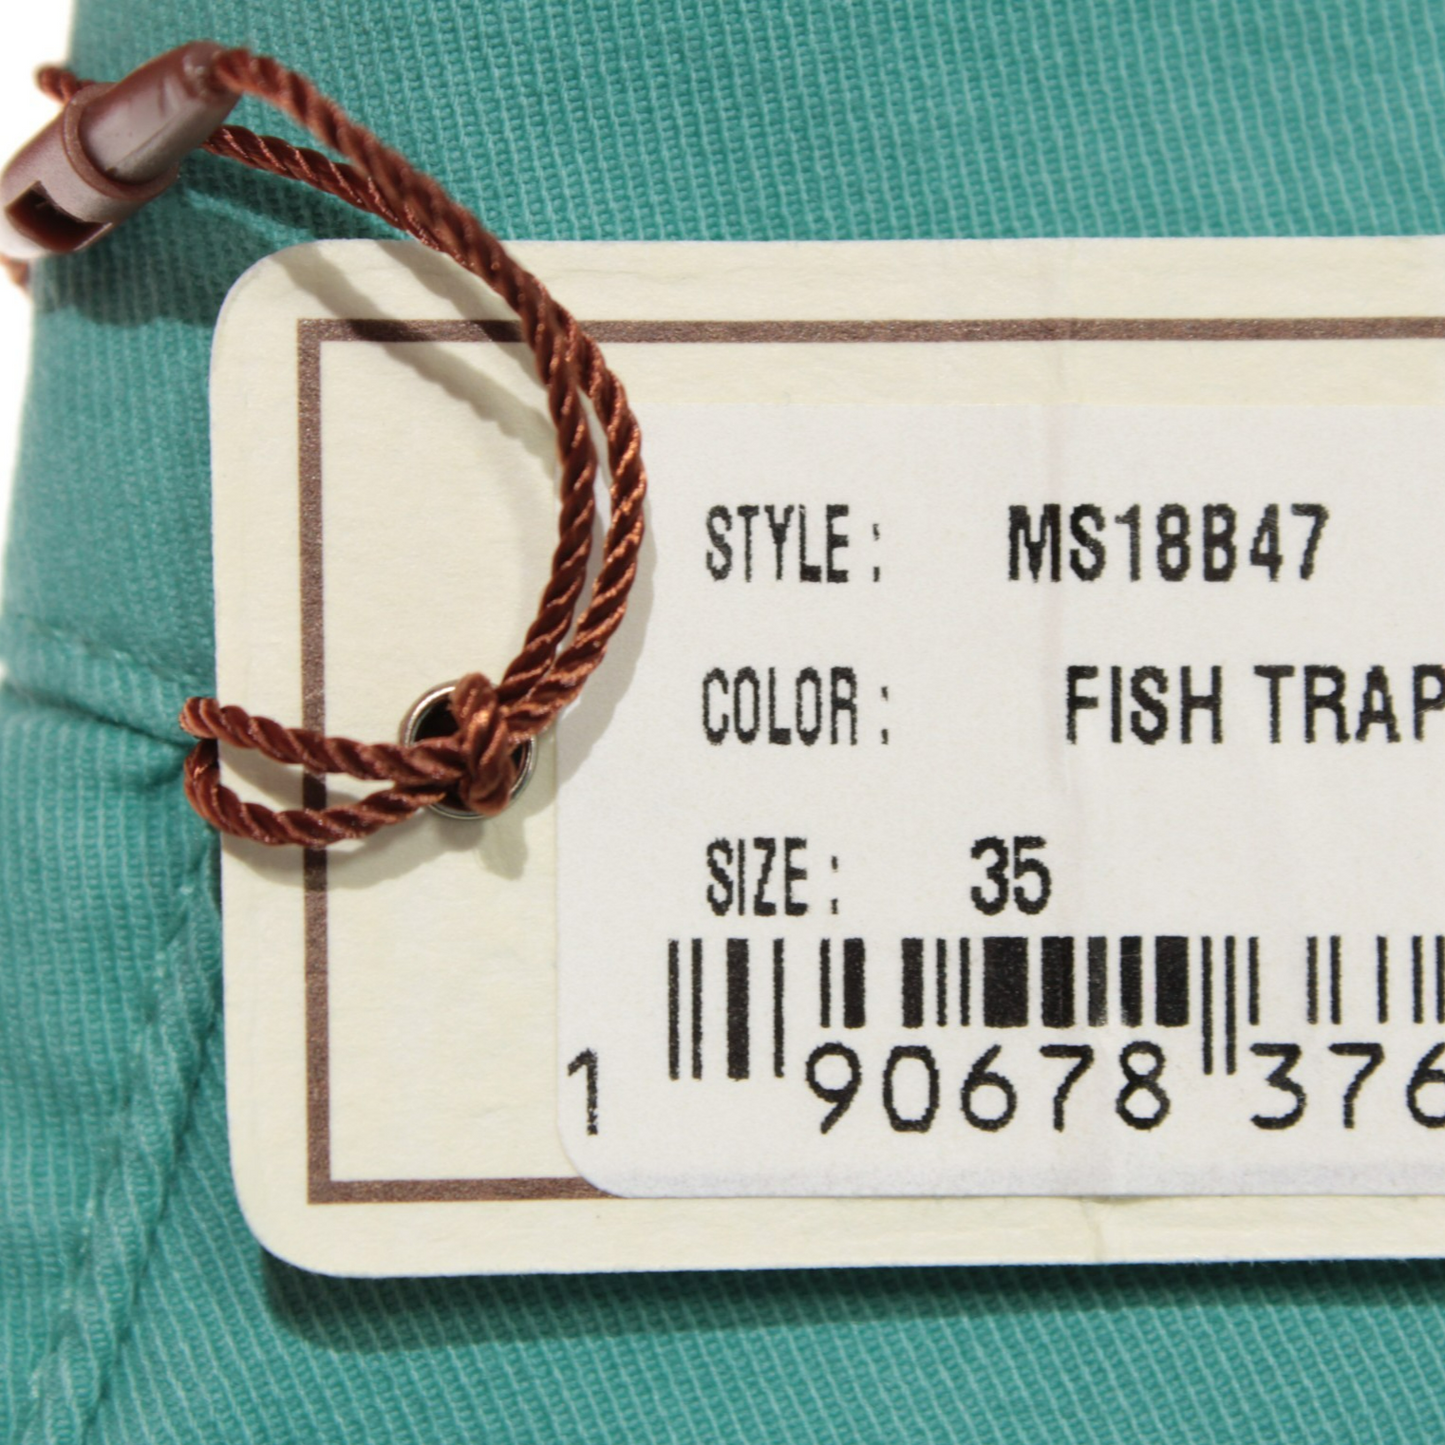 STYLE : MS18B47
COLOR : FISH TRAP
SIZE : 35
1 90678 376